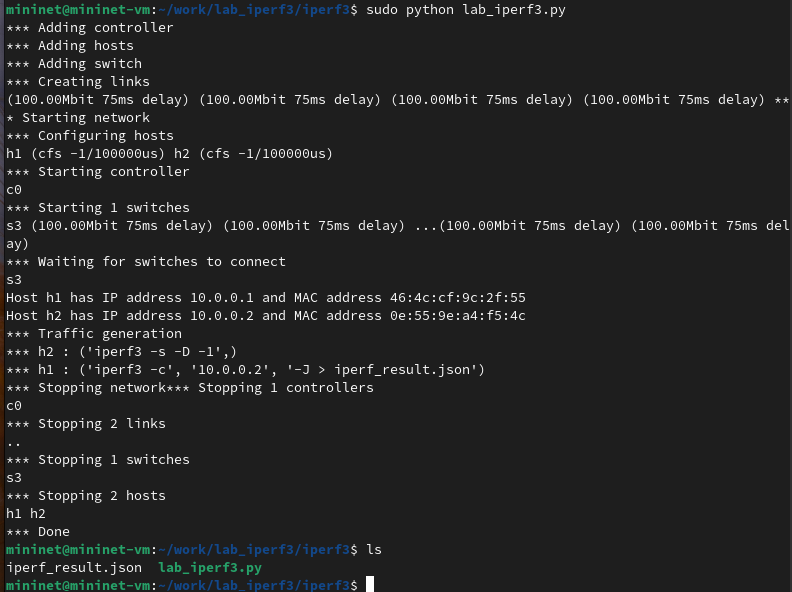 mininet@mininet-vm:~/work/lab_iperf3/iperf3$ sudo python lab_iperf3.py
*** Adding controller
*** Adding hosts
*** Adding switch
*** Creating links
(100.00Mbit 75ms delay) (100.00Mbit 75ms delay) (100.00Mbit 75ms delay) (100.00Mbit 75ms delay) **
* Starting network
*** Configuring hosts
h1 (cfs -1/100000us) h2 (cfs -1/100000us)
*** Starting controller
c0
*** Starting 1 switches
s3 (100.00Mbit 75ms delay) (100.00Mbit 75ms delay) ...(100.00Mbit 75ms delay) (100.00Mbit 75ms del
ay)
*** Waiting for switches to connect
s3
Host h1 has IP address 10.0.0.1 and MAC address 46:4c:cf:9c:2f:55
Host h2 has IP address 10.0.0.2 and MAC address 0e:55:9e:a4:f5:4c
*** Traffic generation
*** h2 : ('iperf3 -s -D -1',)
*** h1 : ('iperf3 -c', '10.0.0.2', '-J > iperf_result.json')
*** Stopping network*** Stopping 1 controllers
c0
*** Stopping 2 links
..
*** Stopping 1 switches
s3
*** Stopping 2 hosts
h1 h2
*** Done
mininet@mininet-vm:~/work/lab_iperf3/iperf3$ ls
iperf_result.json  lab_iperf3.py
mininet@mininet-vm:~/work/lab_iperf3/iperf3$